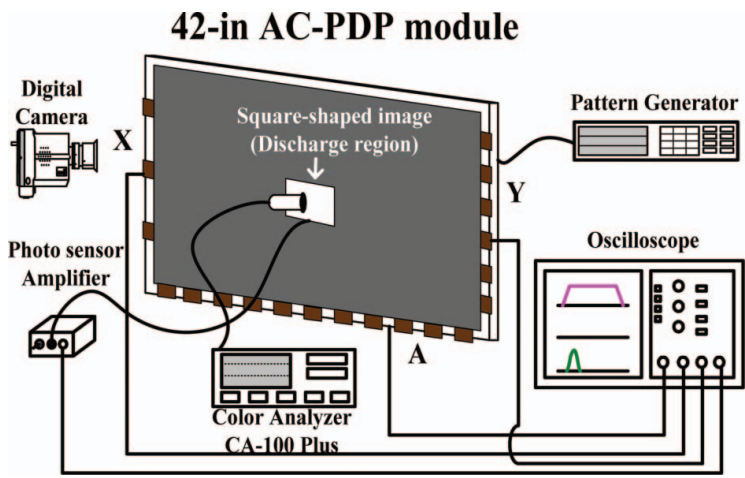 42-in AC-PDP module
Digital
Camera
X
Square-shaped image
(Discharge region)
Pattern Generator
Y
Photo sensor
Amplifier
Oscilloscope
A
Color Analyzer
CA-100 Plus